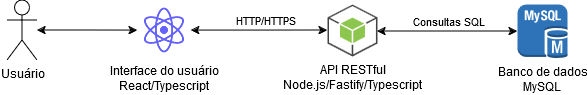 HTTP/HTTPS
Consultas SQL
MySQL
Usuário
Interface do usuário
React/Typescript
API RESTful
Node.js/Fastify/Typescript
Banco de dados
MySQL